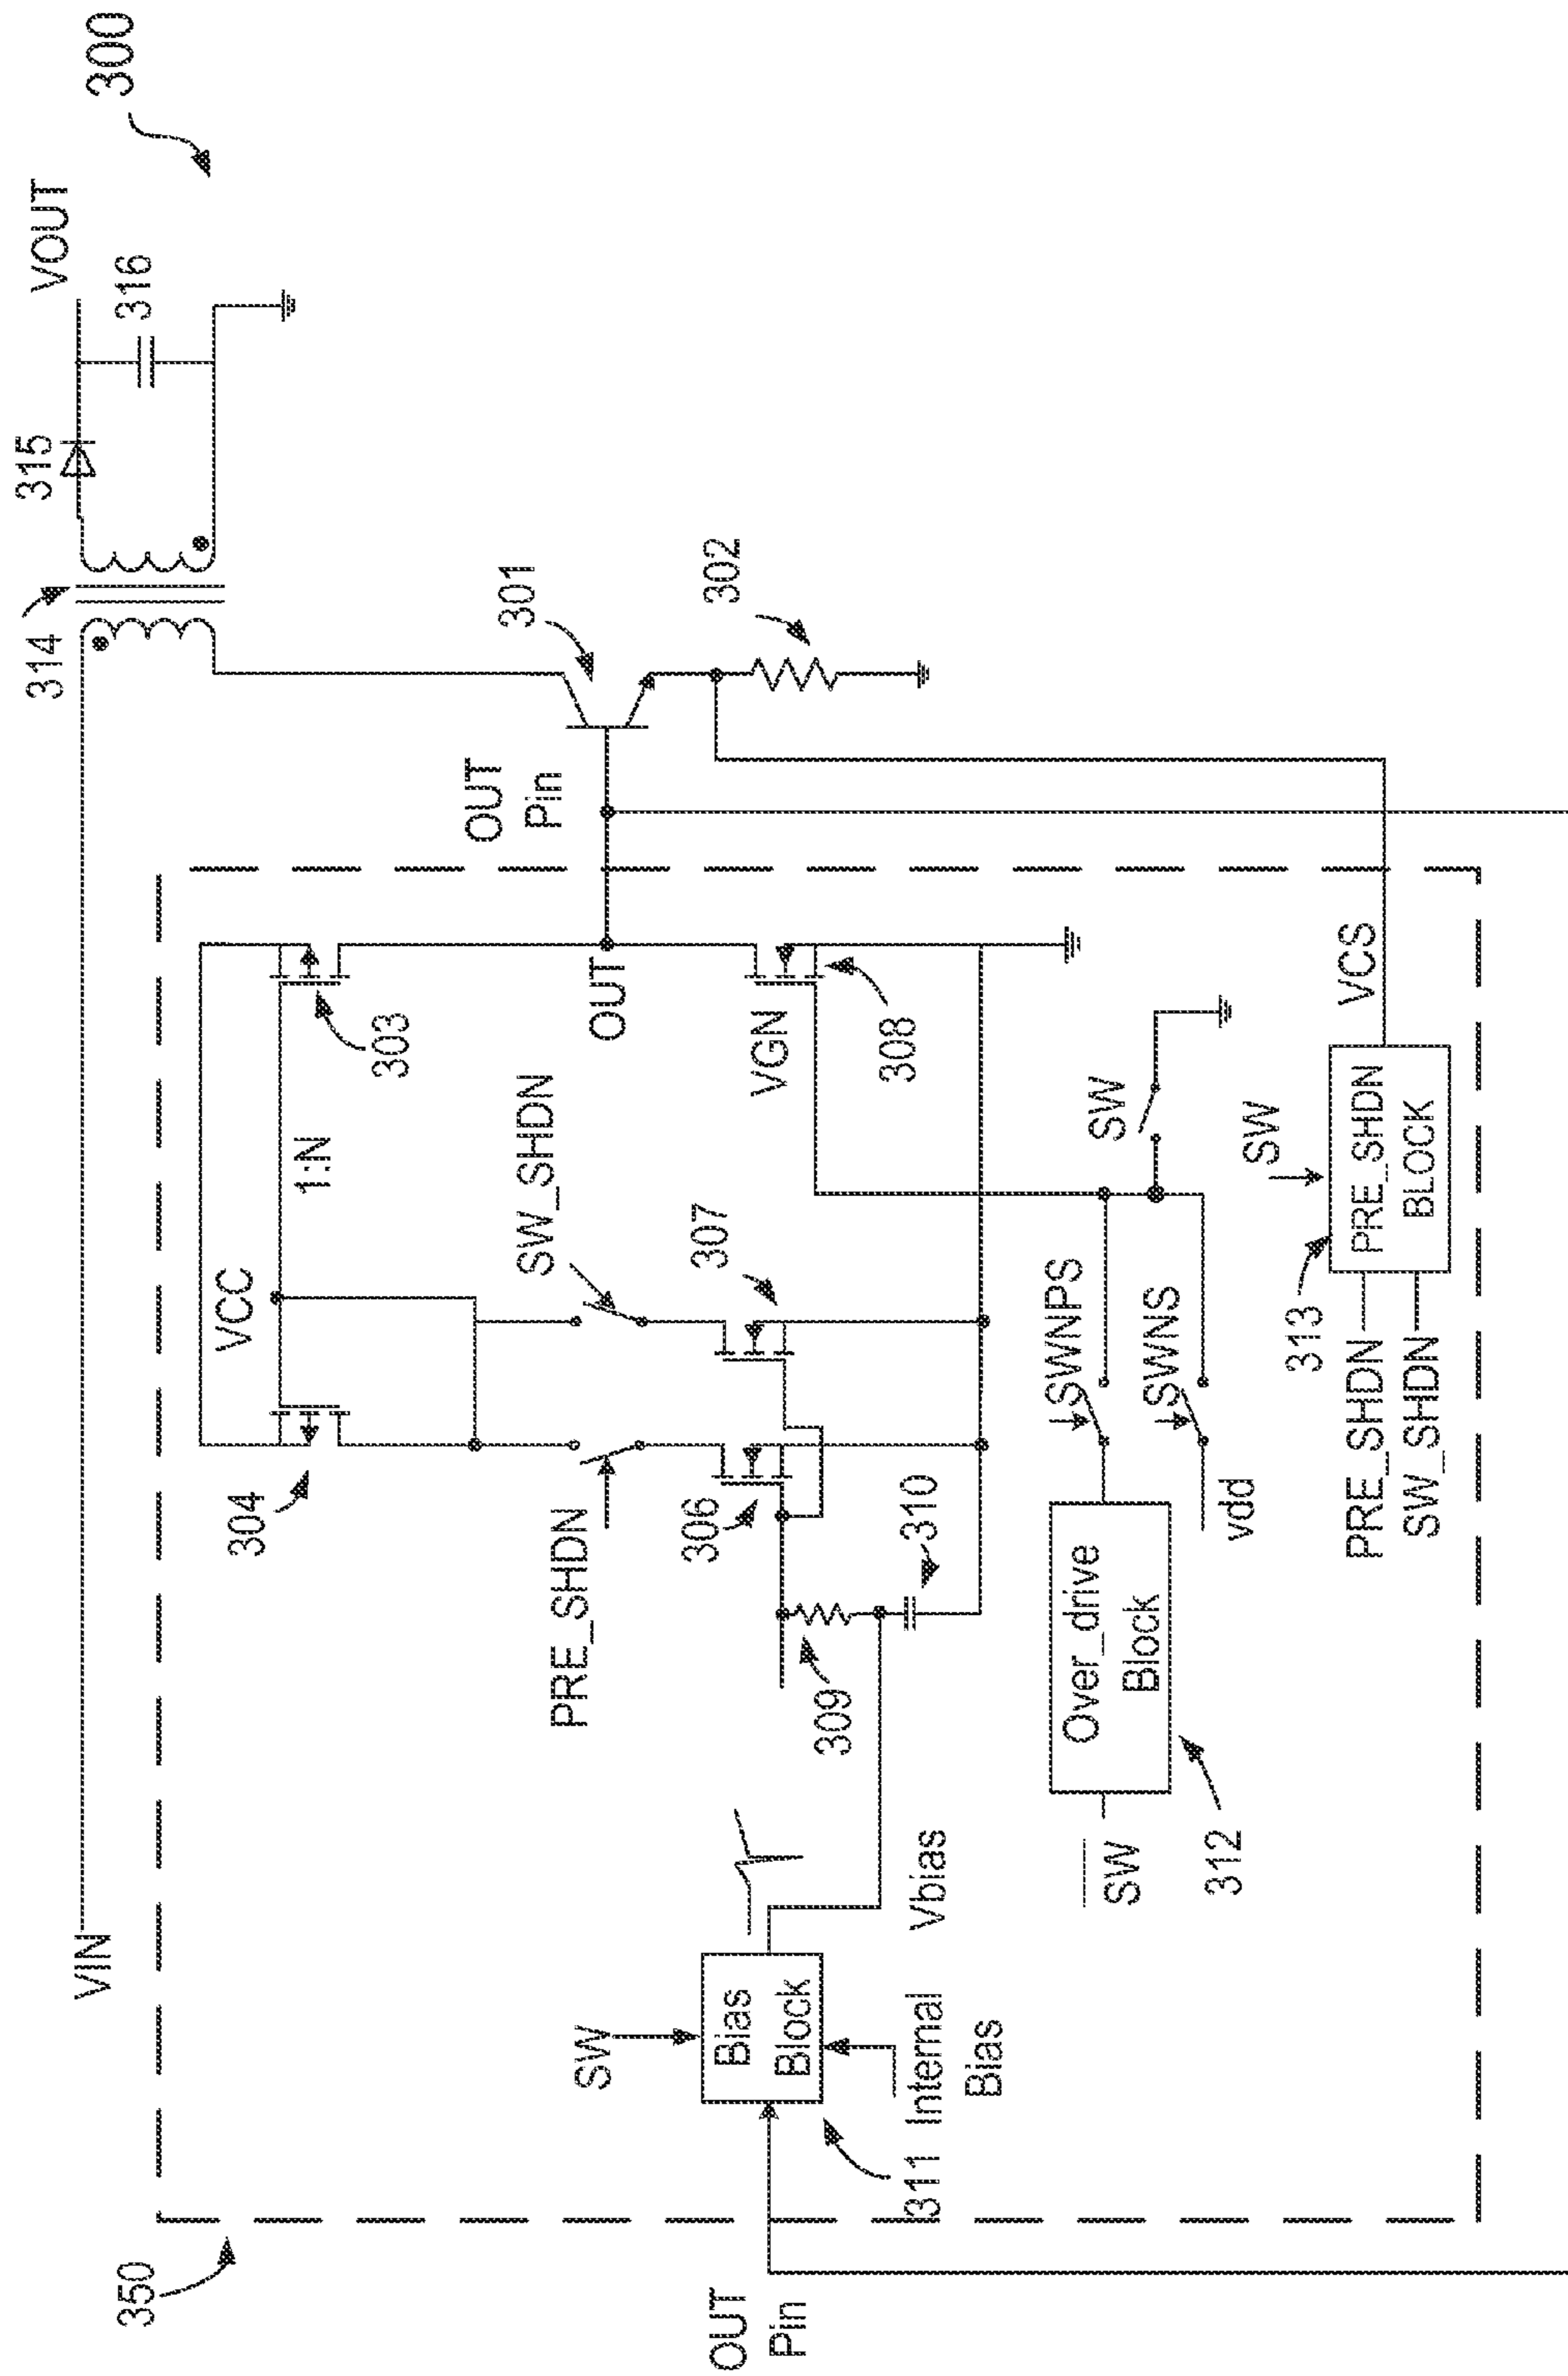 300
VIN
VOUT
314
315
316
350
VCC
1:N
304
303
OUT
Pin
301
302
OUT
PRE_SHDN
SW_SHDN
306
307
VGN
308
309
310
SW
Bias
Block
311
Internal
Bias
Vbias
OUT
Pin
SW
Over_drive
Block
312
SWNPS
SWNS
vdd
SW
SW
313
PRE_SHDN
BLOCK
PRE_SHDN
SW_SHDN
VCS